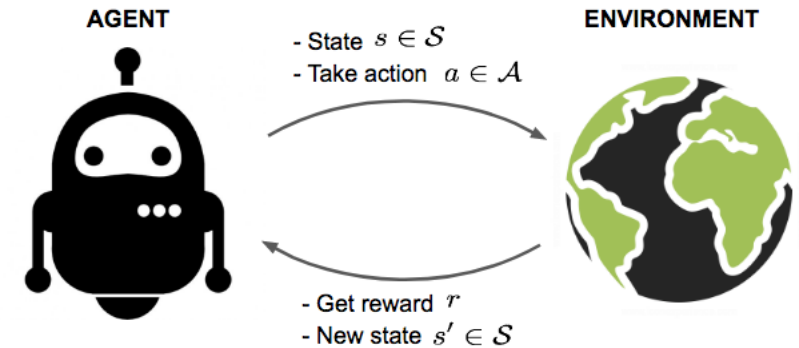 AGENT
ENVIRONMENT
- State s ∈ 𝒮
- Take action a ∈ 𝒜
- Get reward r
- New state s′ ∈ 𝒮